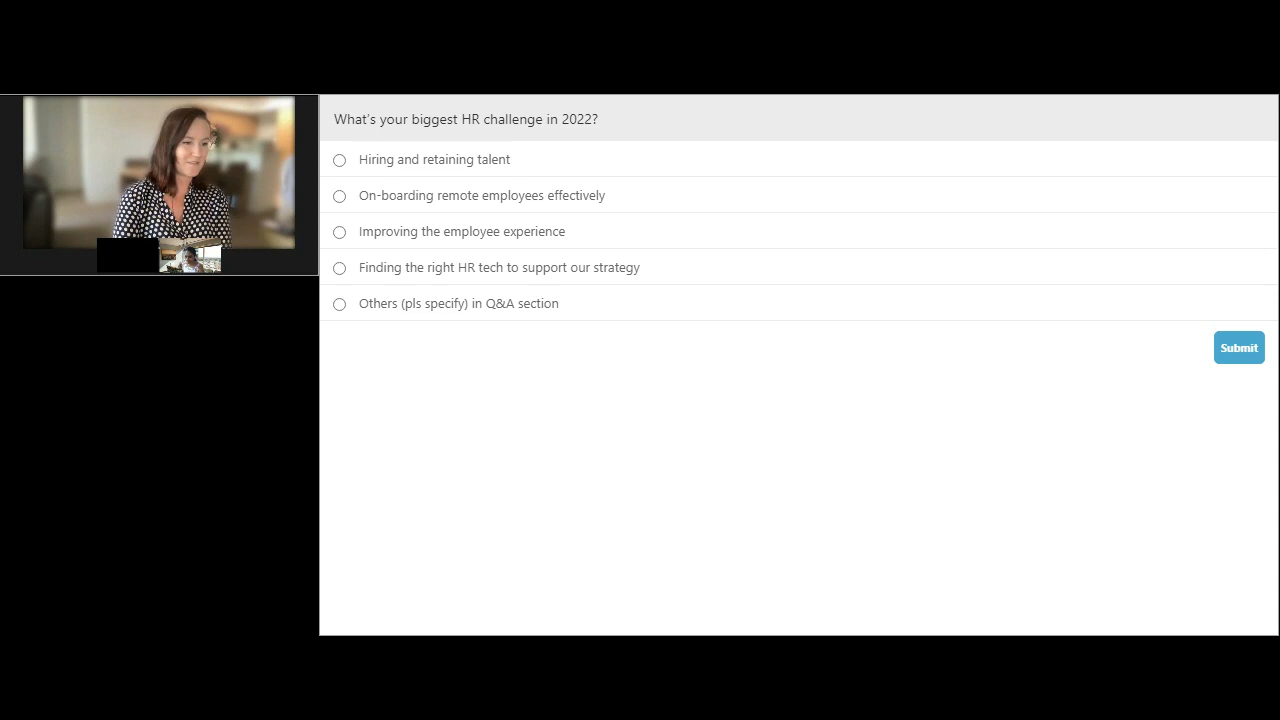 What's your biggest HR challenge in 2022?
Hiring and retaining talent
On-boarding remote employees effectively
Improving the employee experience
Finding the right HR tech to support our strategy
Others (pls specify) in Q&A section
Submit